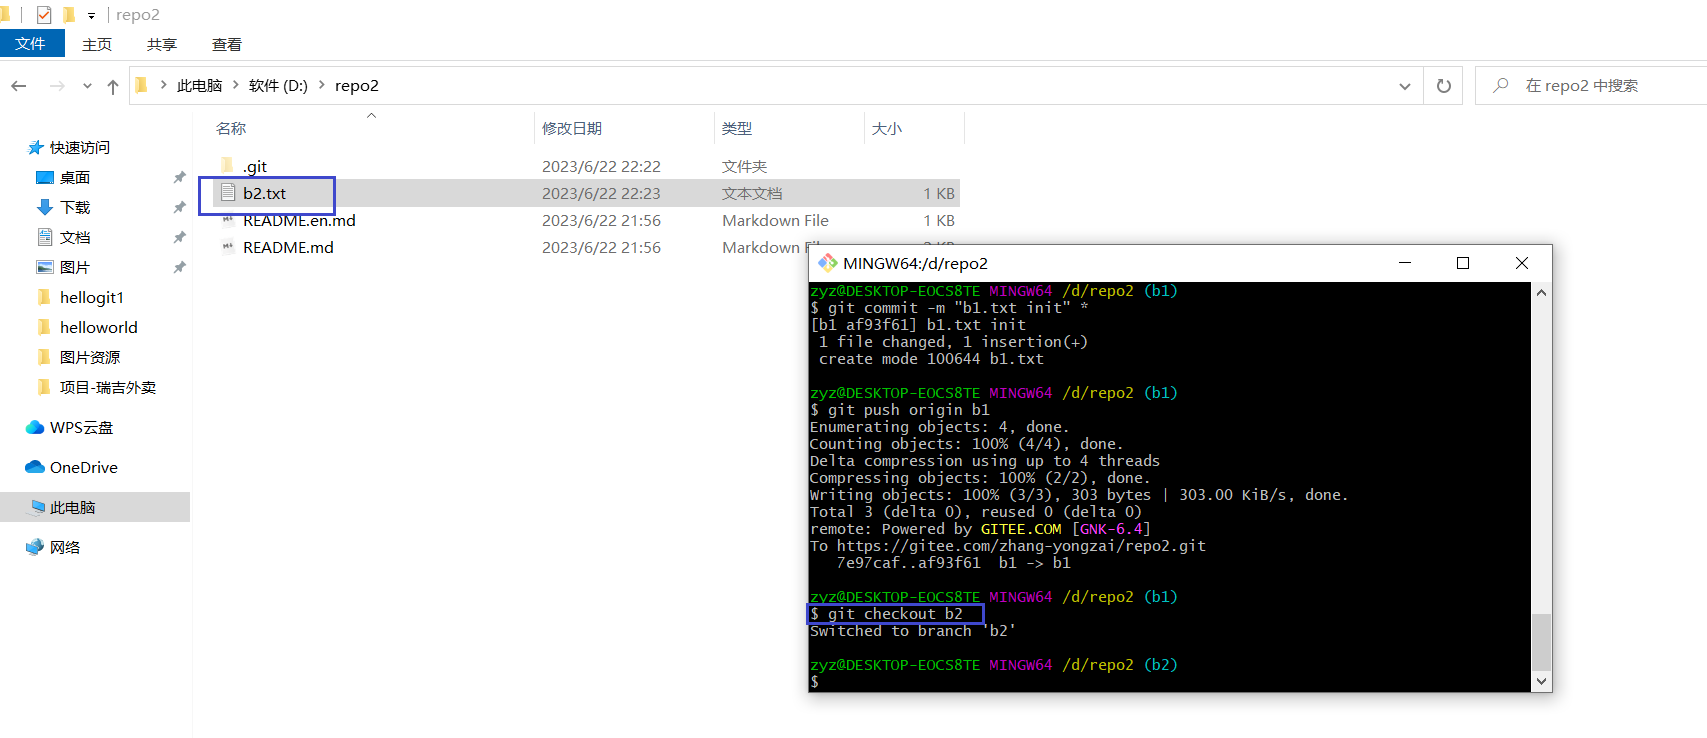 repo2
文件 主页 共享 查看
此电脑 软件 (D:) repo2
在 repo2 中搜索
名称 修改日期 类型 大小
快速访问
桌面
下载
文档
图片
hellogit1
helloworld
图片资源
项目-瑞吉外卖
WPS云盘
OneDrive
此电脑
网络
.git 2023/6/22 22:22 文件夹
b2.txt 2023/6/22 22:23 文本文档 1 KB
README.en.md 2023/6/22 21:56 Markdown File 1 KB
README.md 2023/6/22 21:56 Markdown
MINGW64:/d/repo2
zyz@DESKTOP-EOCS8TE MINGW64 /d/repo2 (b1)
$ git commit -m "b1.txt init" *
[b1 af93f61] b1.txt init
1 file changed, 1 insertion(+)
create mode 100644 b1.txt
zyz@DESKTOP-EOCS8TE MINGW64 /d/repo2 (b1)
$ git push origin b1
Enumerating objects: 4, done.
Counting objects: 100% (4/4), done.
Delta compression using up to 4 threads
Compressing objects: 100% (2/2), done.
Writing objects: 100% (3/3), 303 bytes | 303.00 KiB/s, done.
Total 3 (delta 0), reused 0 (delta 0)
remote: Powered by GITEE.COM [GNK-6.4]
To https://gitee.com/zhang-yongzai/repo2.git
7e97caf..af93f61 b1 -> b1
zyz@DESKTOP-EOCS8TE MINGW64 /d/repo2 (b1)
$ git checkout b2
Switched to branch 'b2'
zyz@DESKTOP-EOCS8TE MINGW64 /d/repo2 (b2)
$